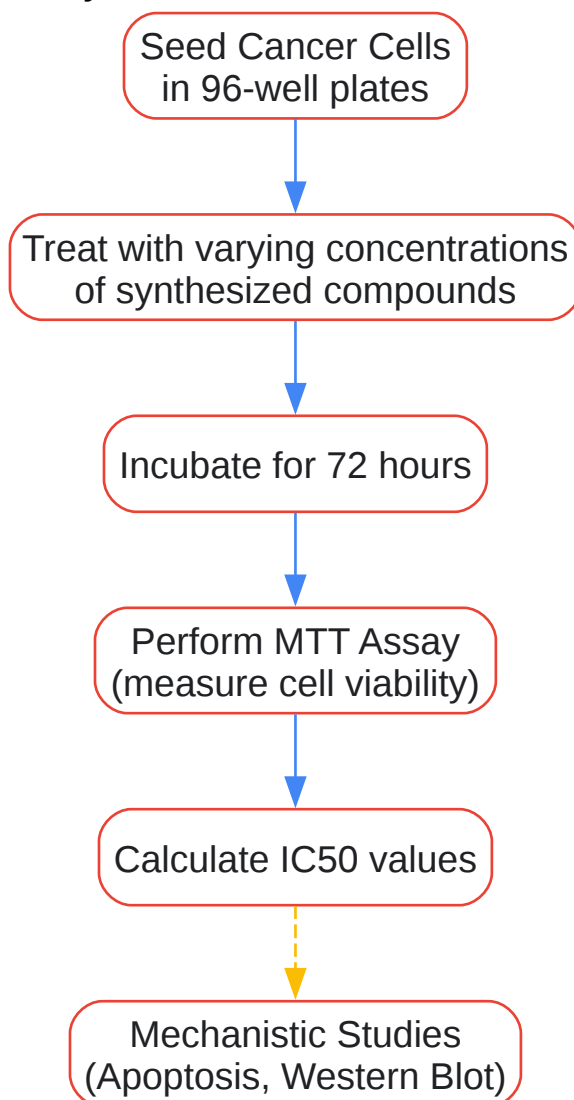 Seed Cancer Cells
in 96-well plates
Treat with varying concentrations
of synthesized compounds
Incubate for 72 hours
Perform MTT Assay
(measure cell viability)
Calculate IC50 values
Mechanistic Studies
(Apoptosis, Western Blot)